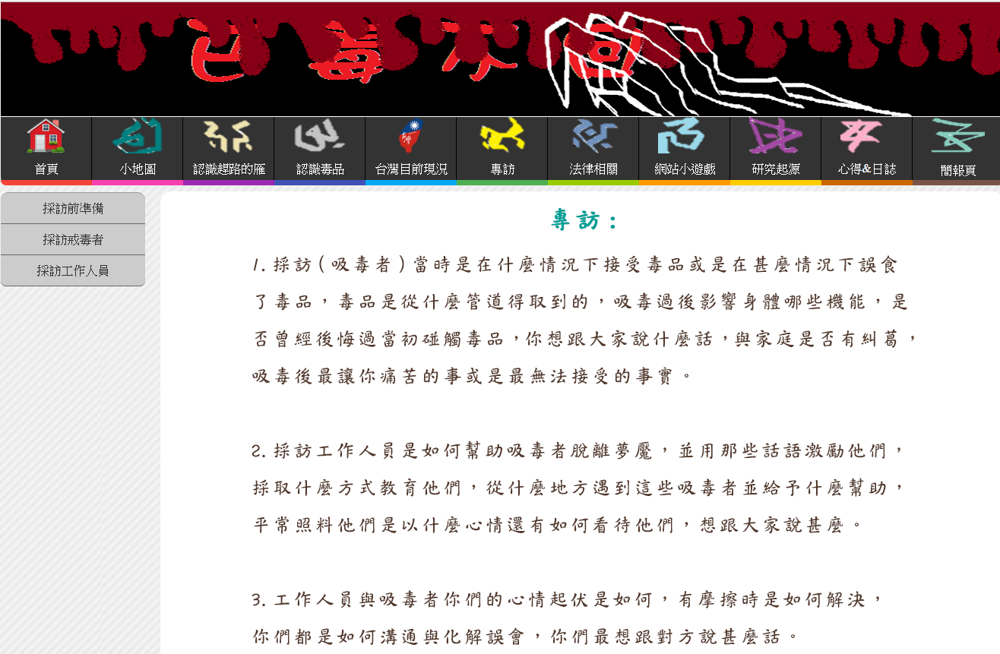 已毒人間
首頁
小地圖
認識趕路的雁
認識毒品
台灣目前現況
專訪
法律相關
網站小遊戲
研究起源
心得&日誌
簡報頁
採訪前準備
採訪戒毒者
採訪工作人員
專訪：
1. 採訪(吸毒者)當時是在什麼情況下接受毒品或是在甚麼情況下誤食
了毒品，毒品是從什麼管道得取到的，吸毒過後影響身體哪些機能，是
否曾經後悔過當初碰觸毒品，你想跟大家說什麼話，與家庭是否有糾葛，
吸毒後最讓你痛苦的事或是最無法接受的事實。
2. 採訪工作人員是如何幫助吸毒者脫離夢魘，並用那些話語激勵他們，
採取什麼方式教育他們，從什麼地方遇到這些吸毒者並給予什麼幫助，
平常照料他們是以什麼心情還有如何看待他們，想跟大家說甚麼。
3. 工作人員與吸毒者你們的心情起伏是如何，有摩擦時是如何解決，
你們都是如何溝通與化解誤會，你們最想跟對方說甚麼話。